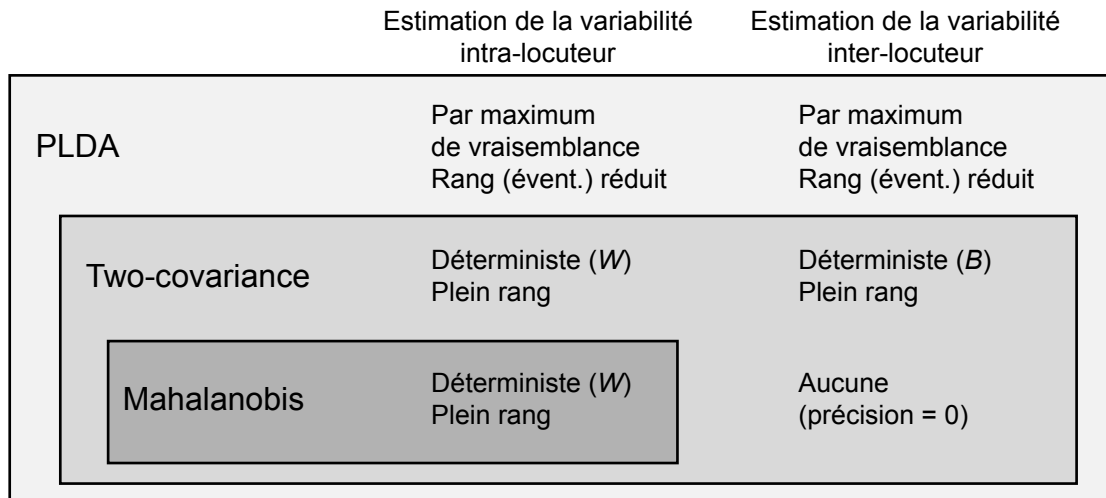 Estimation de la variabilité
intra-locuteur
Estimation de la variabilité
inter-locuteur
PLDA
Par maximum
de vraisemblance
Rang (évent.) réduit
Par maximum
de vraisemblance
Rang (évent.) réduit
Two-covariance
Déterministe (W)
Plein rang
Déterministe (B)
Plein rang
Mahalanobis
Déterministe (W)
Plein rang
Aucune
(précision = 0)